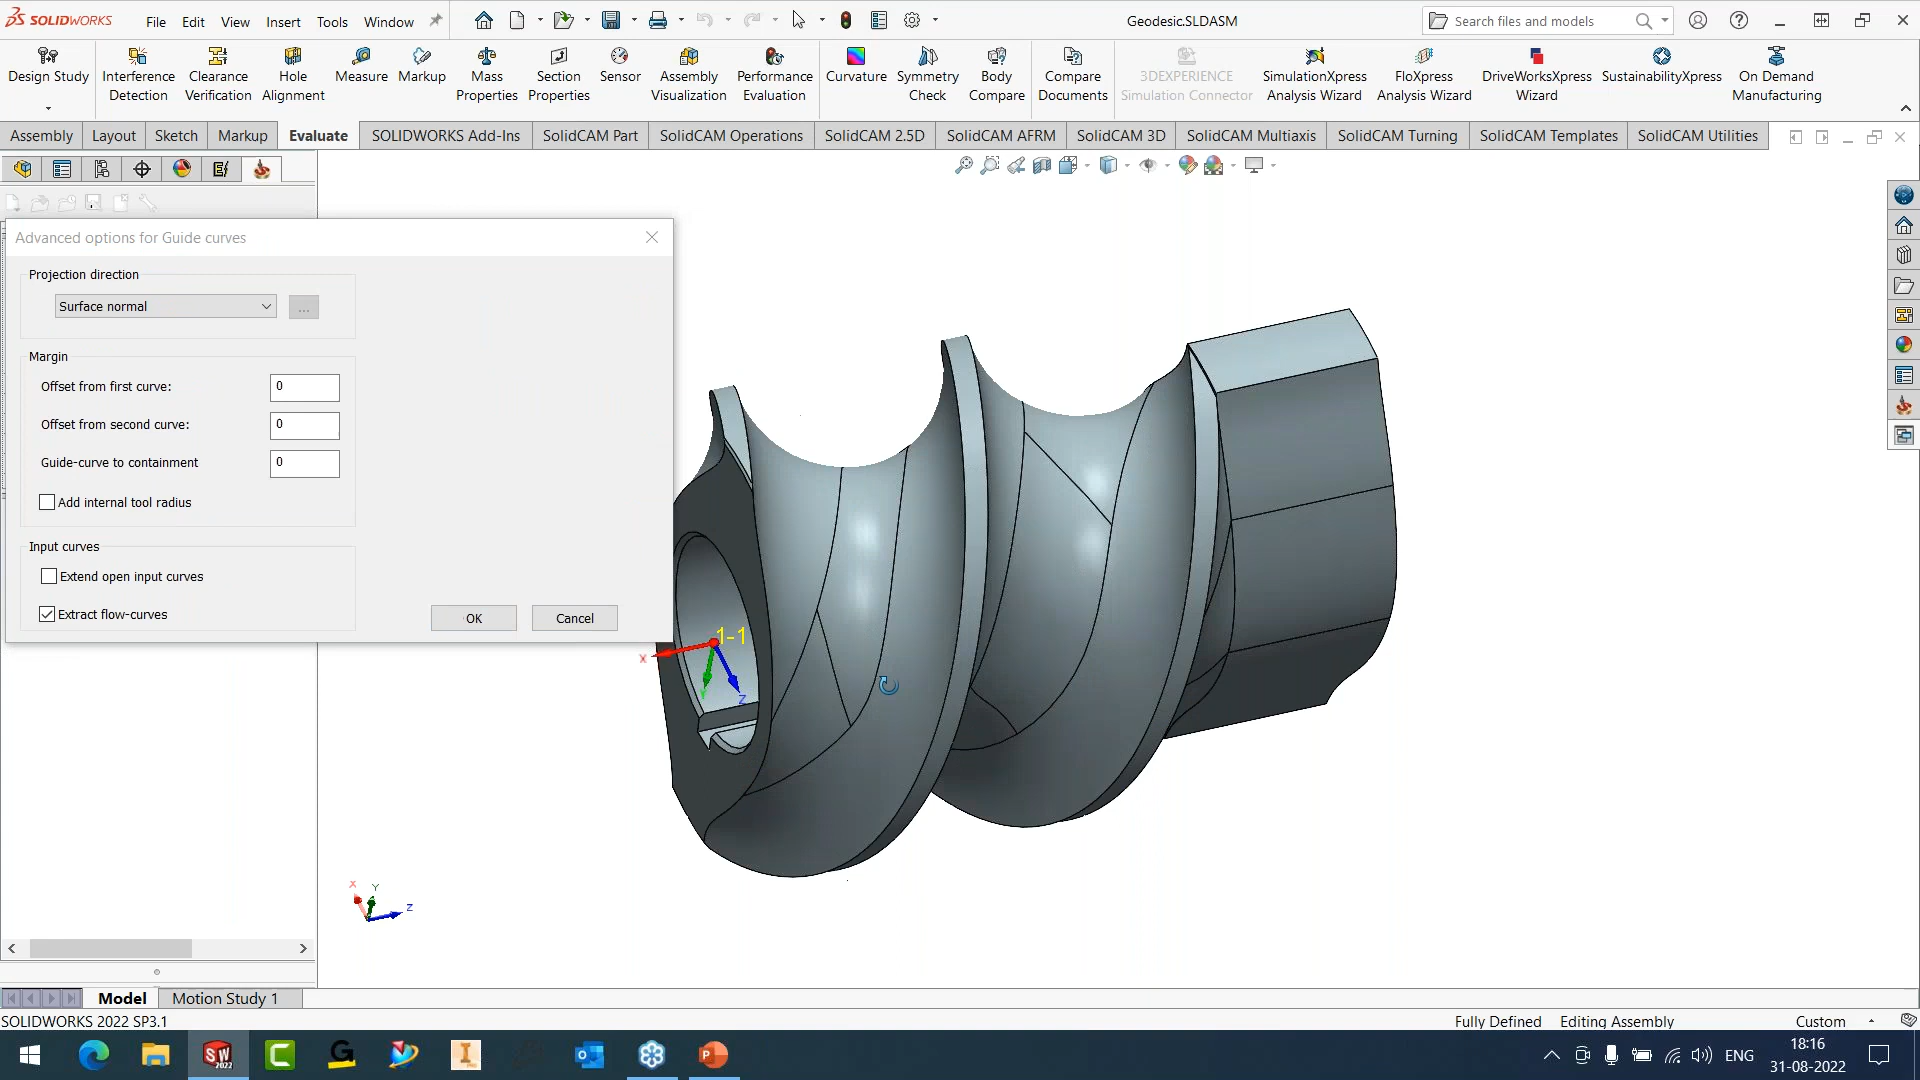 SOLIDWORKS File Edit View Insert Tools Window Geodesic.SLDASM Search files and models
Design Study
Interference Detection
Clearance Verification
Hole Alignment
Measure
Markup
Mass Properties
Section Properties
Sensor
Assembly Visualization
Performance Evaluation
Curvature
Symmetry Check
Body Compare
Compare Documents
3DEXPERIENCE Simulation Connector
SimulationXpress Analysis Wizard
FloXpress Analysis Wizard
DriveWorksXpress Wizard
SustainabilityXpress
On Demand Manufacturing
Assembly Layout Sketch Markup Evaluate SOLIDWORKS Add-Ins SolidCAM Part SolidCAM Operations SolidCAM 2.5D SolidCAM AFRM SolidCAM 3D SolidCAM Multiaxis SolidCAM Turning SolidCAM Templates SolidCAM Utilities
Advanced options for Guide curves
Projection direction
Surface normal ...
Margin
Offset from first curve: 0
Offset from second curve: 0
Guide-curve to containment 0
Add internal tool radius
Input curves
Extend open input curves
Extract flow-curves
OK Cancel
1-1
X
Y
Z
X
Y
Z
Model Motion Study 1
SOLIDWORKS 2022 SP3.1 Fully Defined Editing Assembly Custom
ENG
18:16
31-08-2022